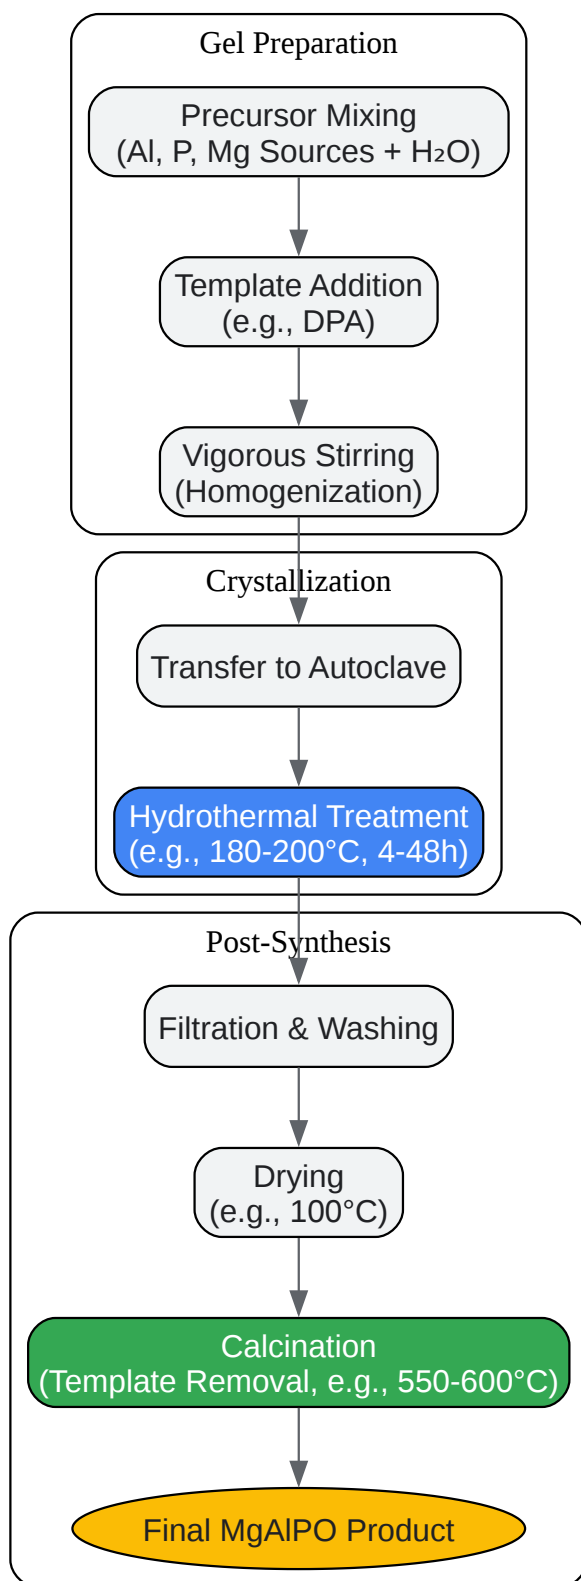 Gel Preparation
Precursor Mixing
(Al, P, Mg Sources + H₂O)
Template Addition
(e.g., DPA)
Vigorous Stirring
(Homogenization)
Crystallization
Transfer to Autoclave
Hydrothermal Treatment
(e.g., 180-200°C, 4-48h)
Post-Synthesis
Filtration & Washing
Drying
(e.g., 100°C)
Calcination
(Template Removal, e.g., 550-600°C)
Final MgAlPO Product